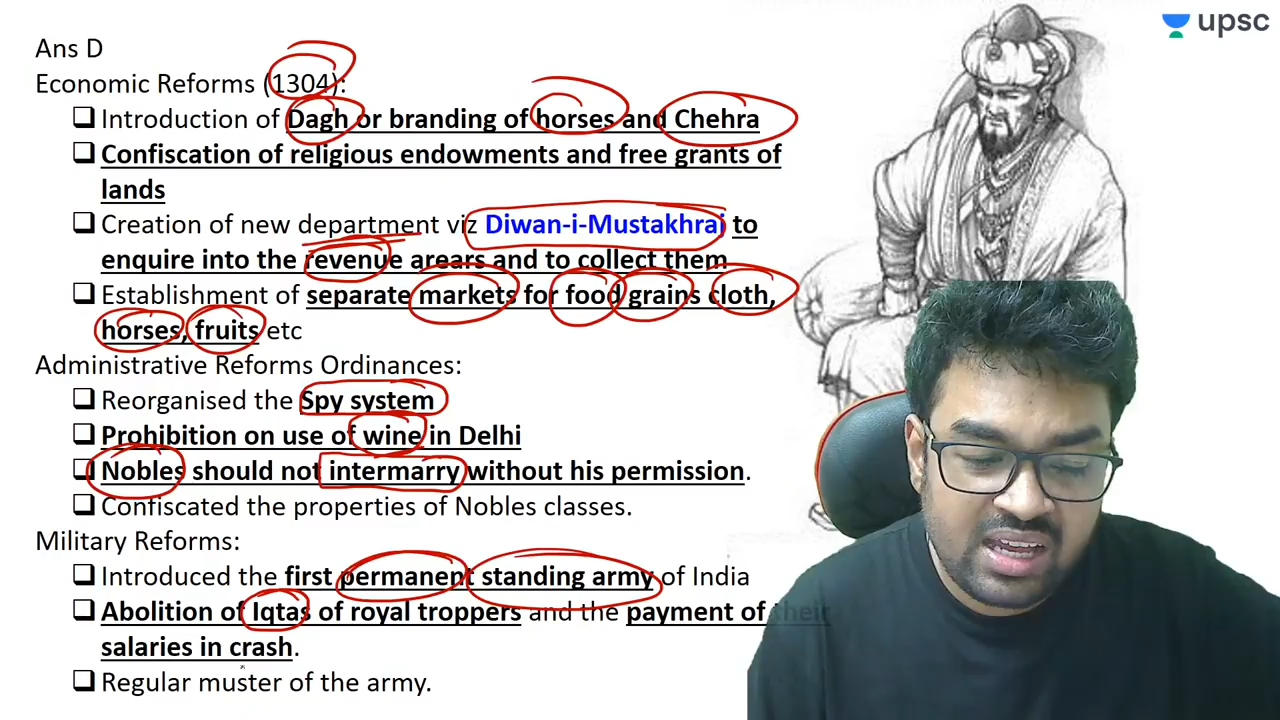 upsc
Ans D
Economic Reforms (1304):
❑ Introduction of Dagh or branding of horses and Chehra
❑ Confiscation of religious endowments and free grants of
lands
❑ Creation of new department viz Diwan-i-Mustakhraj to
enquire into the revenue arears and to collect them
❑ Establishment of separate markets for food grains cloth,
horses, fruits etc
Administrative Reforms Ordinances:
❑ Reorganised the Spy system
❑ Prohibition on use of wine in Delhi
❑ Nobles should not intermarry without his permission.
❑ Confiscated the properties of Nobles classes.
Military Reforms:
❑ Introduced the first permanent standing army of India
❑ Abolition of Iqtas of royal troppers and the payment of their
salaries in crash.
❑ Regular muster of the army.